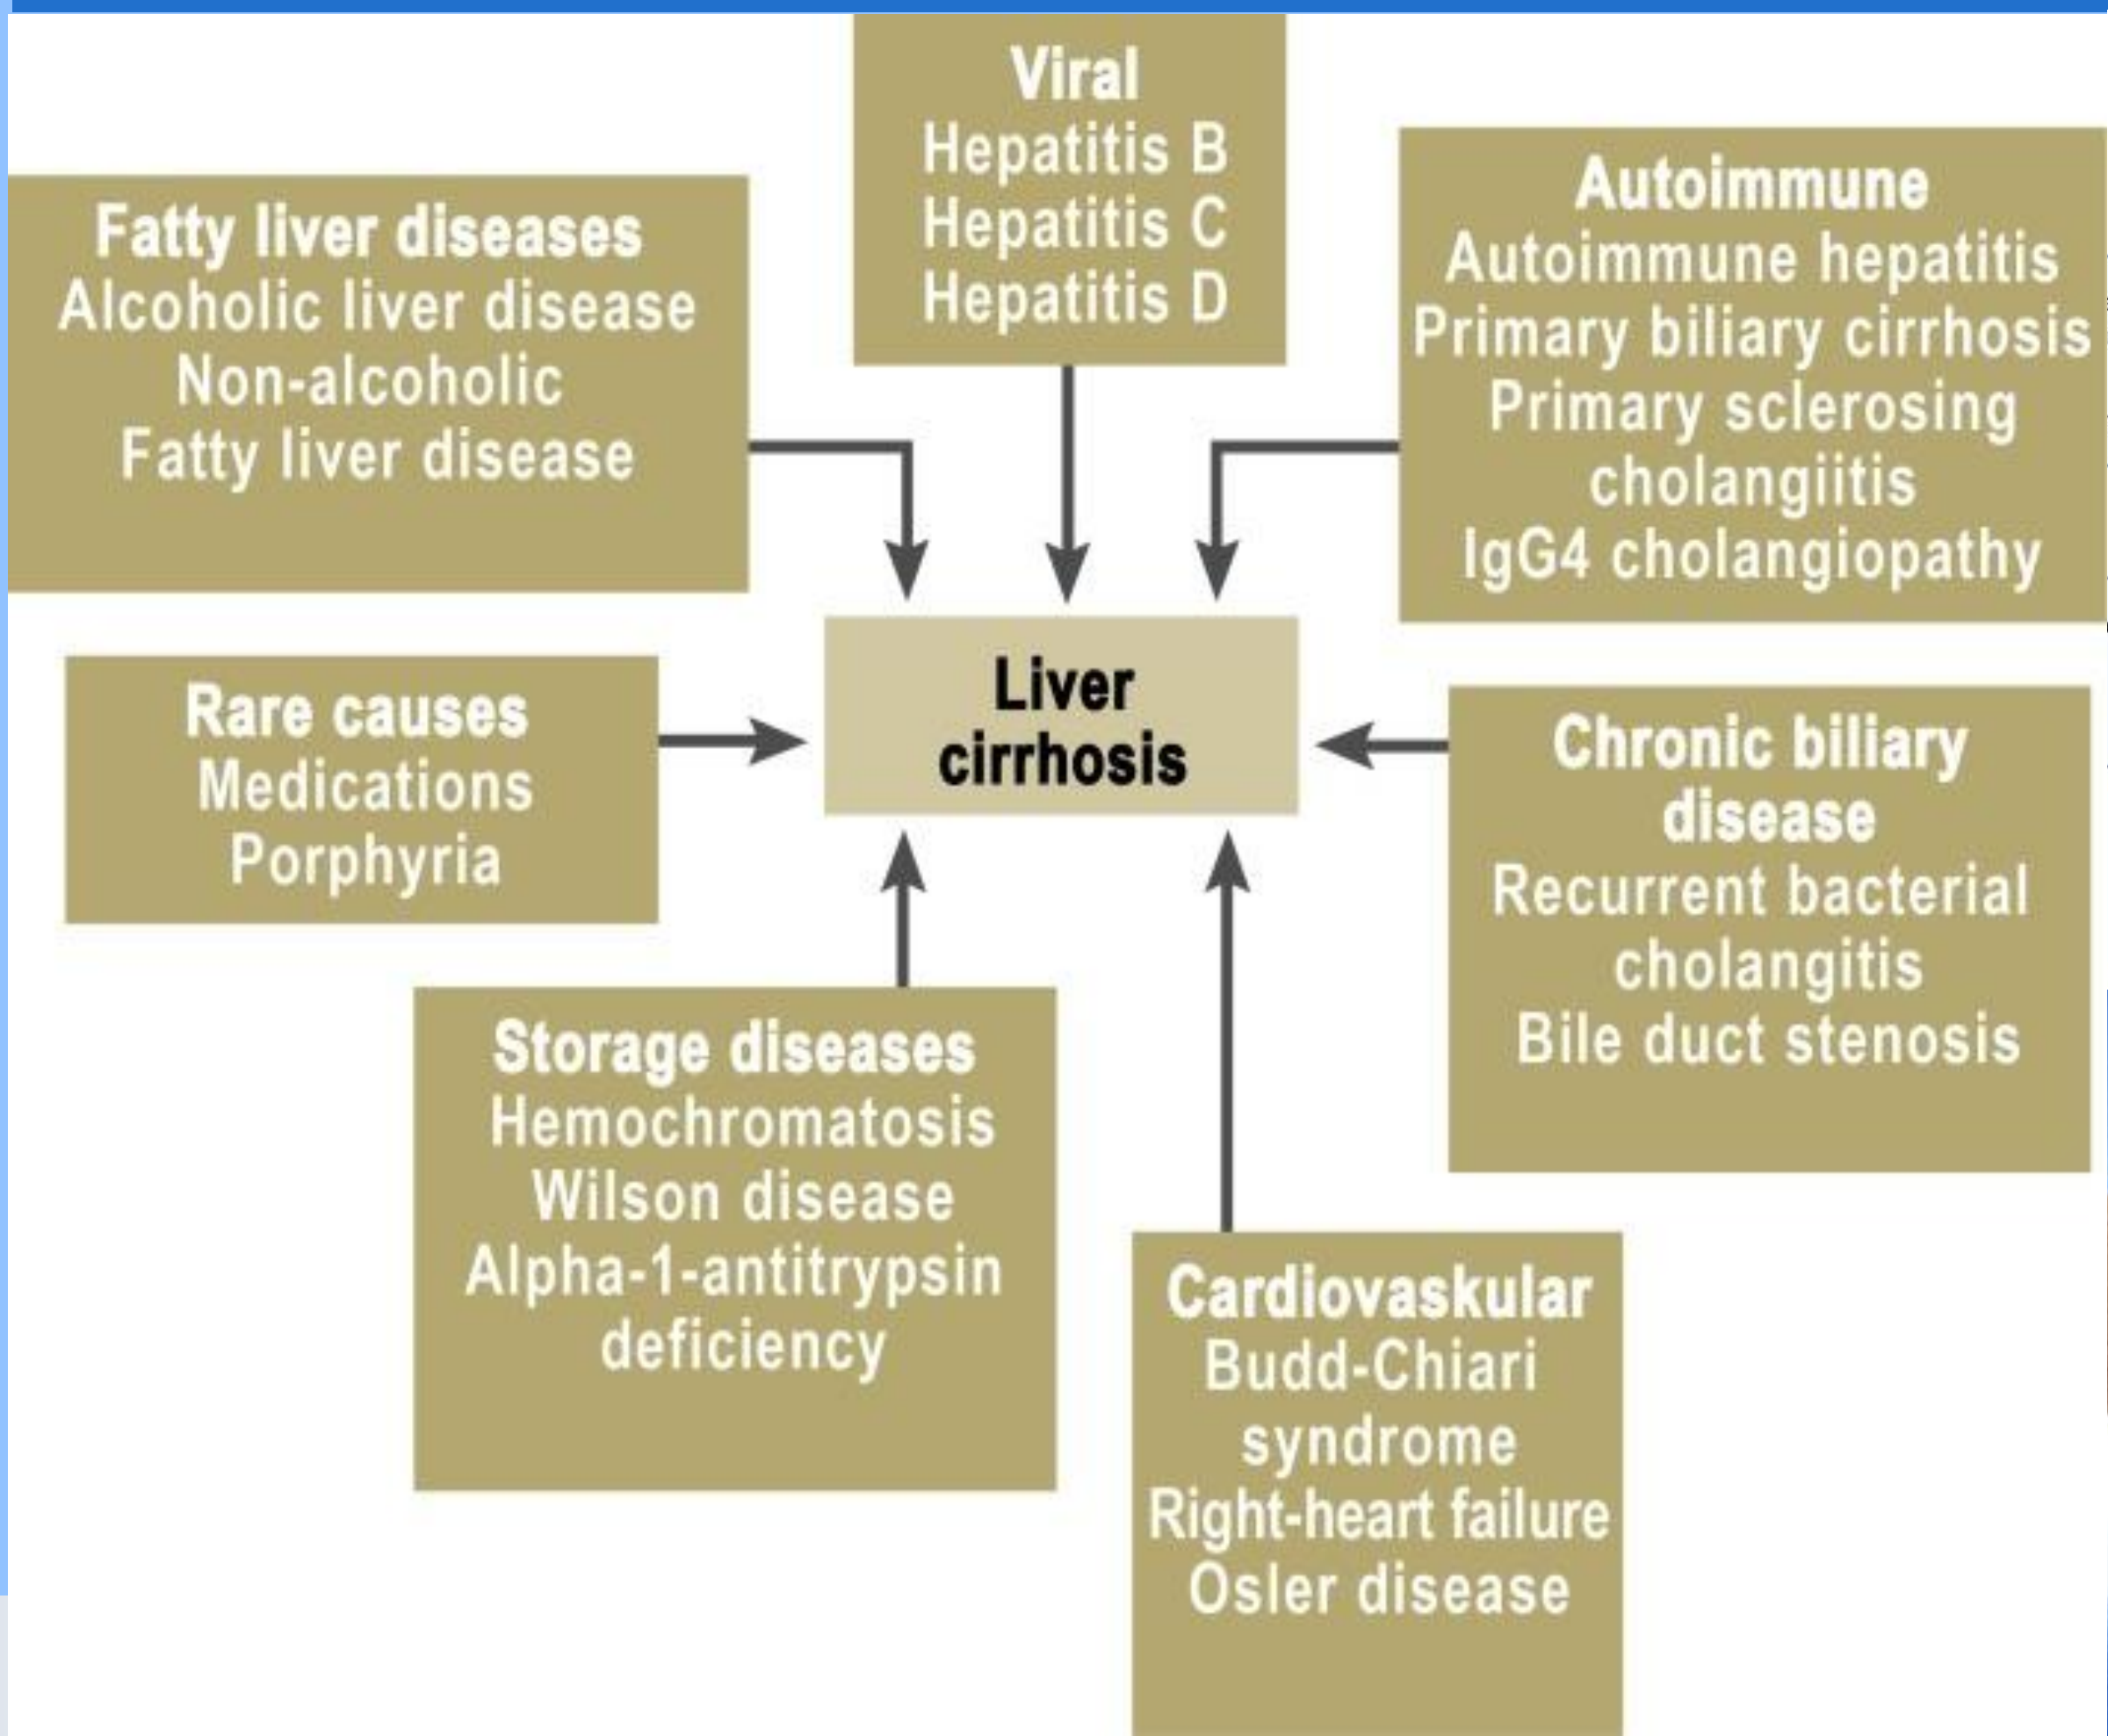 Viral
Hepatitis B
Hepatitis C
Hepatitis D
Fatty liver diseases
Alcoholic liver disease
Non-alcoholic
Fatty liver disease
Autoimmune
Autoimmune hepatitis
Primary biliary cirrhosis
Primary sclerosing
cholangiitis
IgG4 cholangiopathy
Liver
cirrhosis
Rare causes
Medications
Porphyria
Chronic biliary
disease
Recurrent bacterial
cholangitis
Bile duct stenosis
Storage diseases
Hemochromatosis
Wilson disease
Alpha-1-antitrypsin
deficiency
Cardiovaskular
Budd-Chiari
syndrome
Right-heart failure
Osler disease